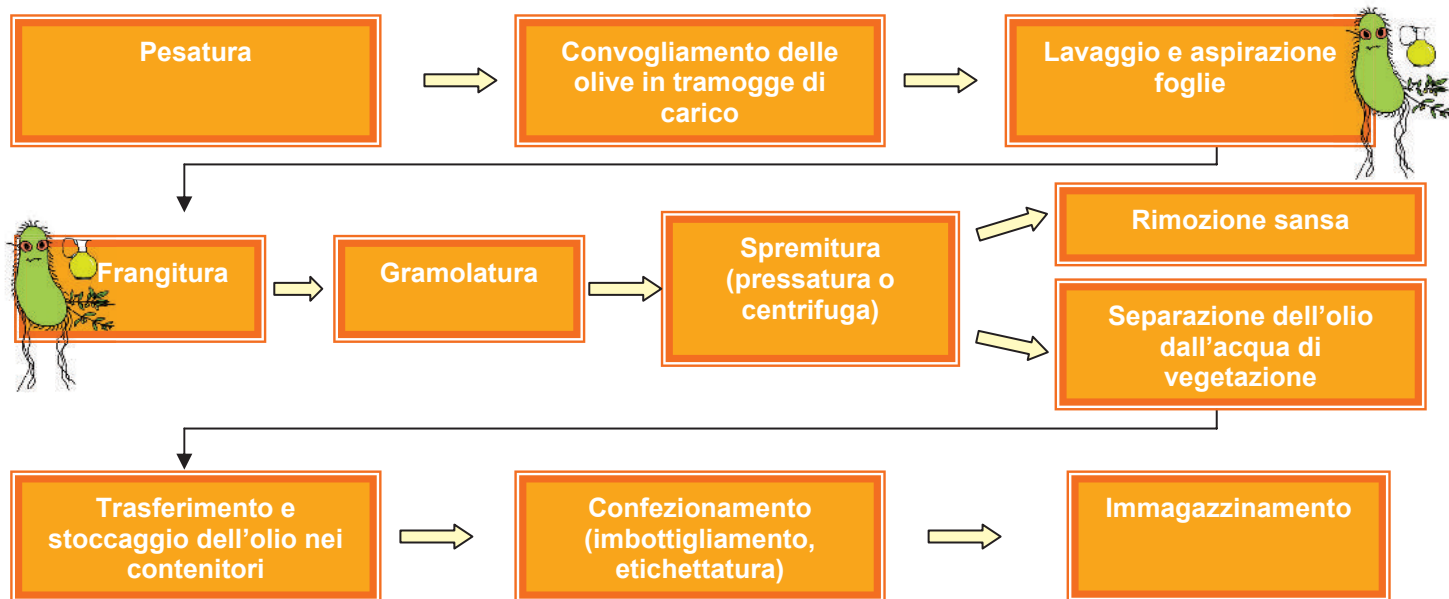 Pesatura
Convogliamento delle
olive in tramogge di
carico
Lavaggio e aspirazione
foglie
Frangitura
Gramolatura
Spremitura
(pressatura o
centrifuga)
Rimozione sansa
Separazione dell’olio
dall’acqua di
vegetazione
Trasferimento e
stoccaggio dell’olio nei
contenitori
Confezionamento
(imbottigliamento,
etichettatura)
Immagazzinamento